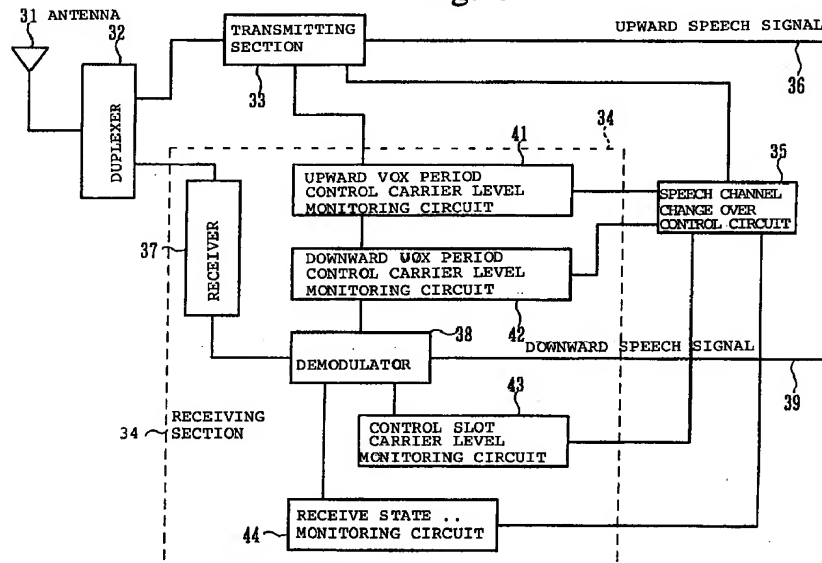 31 ANTENNA
32
TRANSMITTING
SECTION
33
UPWARD SPEECH SIGNAL
36
DUPLEXER
34
41
UPWARD VOX PERIOD
CONTROL CARRIER LEVEL
MONITORING CIRCUIT
35
SPEECH CHANNEL
CHANGE OVER
CONTROL CIRCUIT
37
RECEIVER
DOWNWARD VOX PERIOD
CONTROL CARRIER LEVEL
MONITORING CIRCUIT
42
38
DEMODULATOR
DOWNWARD SPEECH SIGNAL
39
43
34 RECEIVING
SECTION
CONTROL SLOT
CARRIER LEVEL
MONITORING CIRCUIT
RECEIVE STATE ..
MONITORING CIRCUIT
44